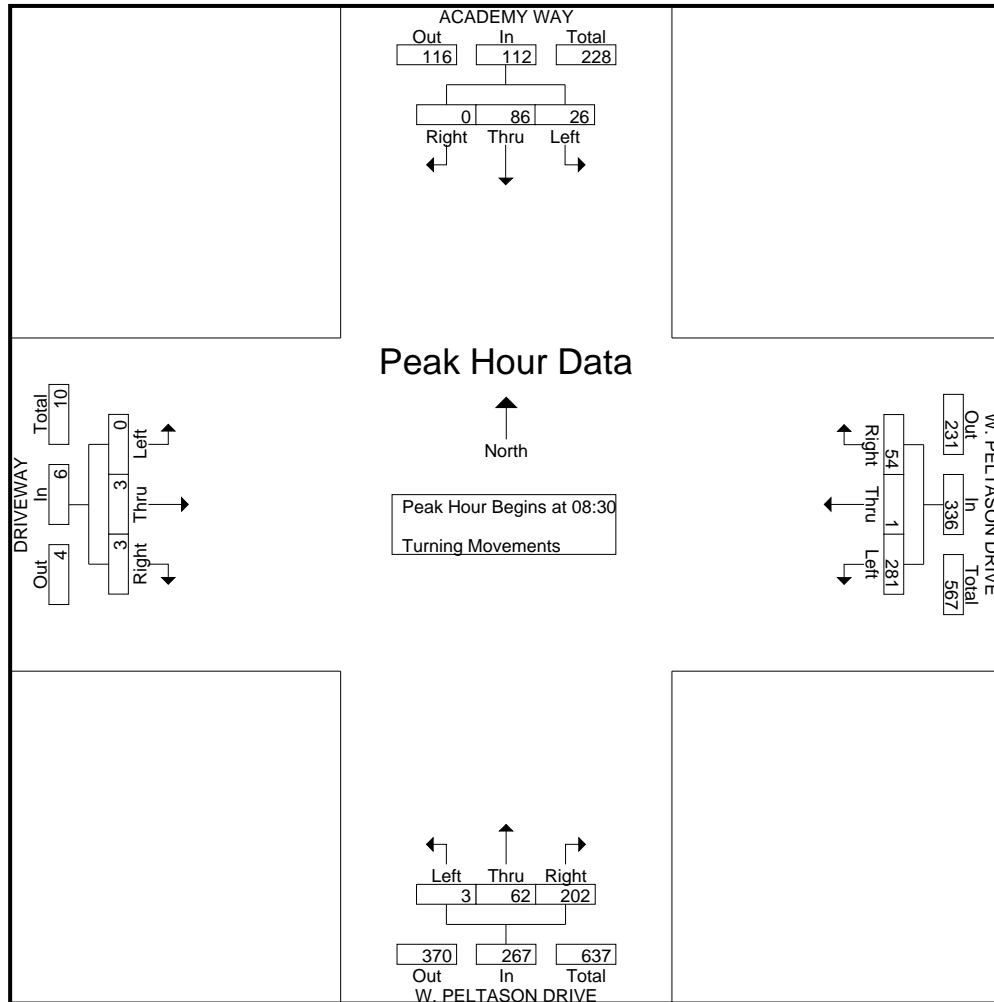 ACADEMY WAY
Out In Total
116 112 228
0 86 26
Right Thru Left
Peak Hour Data
North
Peak Hour Begins at 08:30
Turning Movements
DRIVEWAY
Out In Total
4 6 10
Right Thru Left
3 3 0
W. PELTASON DRIVE
Out In Total
231 336 567
54 1 281
Right Thru Left
Left Thru Right
3 62 202
370 267 637
Out In Total
W. PELTASON DRIVE